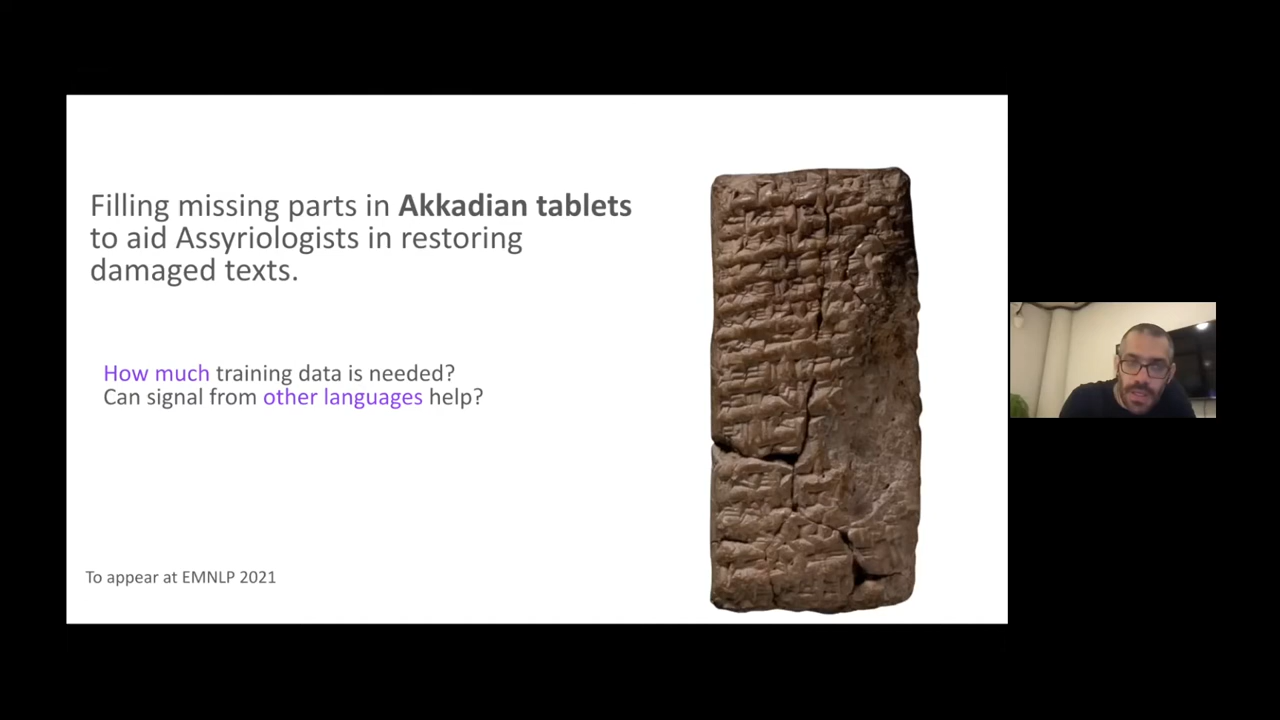 Filling missing parts in Akkadian tablets
to aid Assyriologists in restoring
damaged texts.
How much training data is needed?
Can signal from other languages help?
To appear at EMNLP 2021